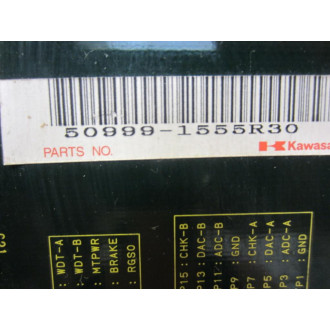 50999-1555R30
PARTS NO.
Kawasa
: WDT-A
: WDT-B
: MTPWR
: BRAKE
: RGSO
P15 : CHK-B
P13 : DAC-B
P11 : ADC-B
P9 : GND
P7 : CHK-A
P5 : DAC-A
P3 : ADC-A
P1 : GND